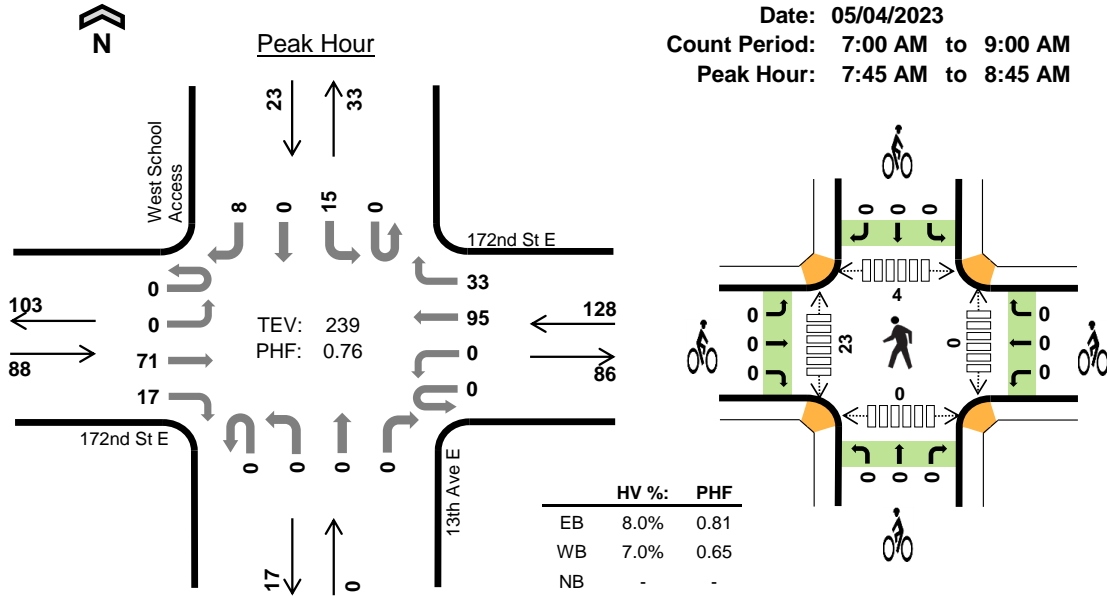 N
Peak Hour
Date: 05/04/2023
Count Period: 7:00 AM to 9:00 AM
Peak Hour: 7:45 AM to 8:45 AM
23
33
West School
Access
8
0
15
0
172nd St E
0
33
103
0
TEV: 239
95
128
88
71
PHF: 0.76
0
86
17
0
172nd St E
0
0
0
0
13th Ave E
17
0
0
0
0
4
0
0
0
23
0
0
0
0
0
0
0
0
0
HV %: PHF
EB 8.0% 0.81
WB 7.0% 0.65
NB - -